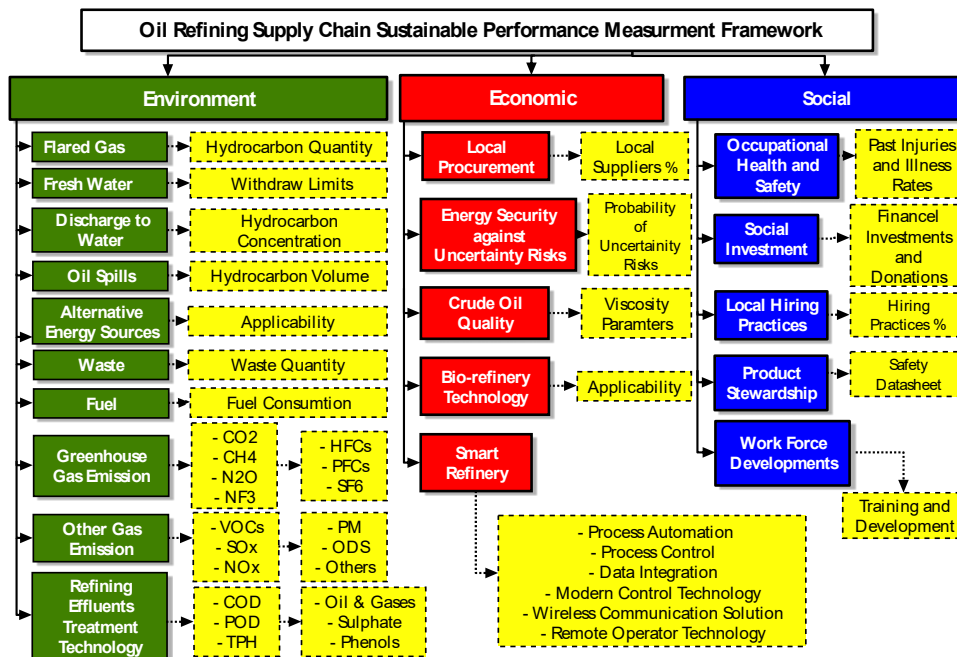 Oil Refining Supply Chain Sustainable Performance Measurment Framework
Environment
Flared Gas
Hydrocarbon Quantity
Fresh Water
Withdraw Limits
Discharge to
Water
Hydrocarbon
Concentration
Oil Spills
Hydrocarbon Volume
Alternative
Energy Sources
Applicability
Waste
Waste Quantity
Fuel
Fuel Consumtion
Greenhouse
Gas Emission
- CO2
- CH4
- N2O
- NF3
- HFCs
- PFCs
- SF6
Other Gas
Emission
- VOCs
- SOx
- NOx
- PM
- ODS
- Others
Refining
Effluents
Treatment
Technology
- COD
- POD
- TPH
- Oil & Gases
- Sulphate
- Phenols
Economic
Local
Procurement
Local
Suppliers %
Energy Security
against
Uncertainty Risks
Probability
of
Uncertainty
Risks
Crude Oil
Quality
Viscosity
Paramters
Bio-refinery
Technology
Applicability
Smart
Refinery
- Process Automation
- Process Control
- Data Integration
- Modern Control Technology
- Wireless Communication Solution
- Remote Operator Technology
Social
Occupational
Health and
Safety
Past Injuries
and Illness
Rates
Social
Investment
Financel
Investments
and
Donations
Local Hiring
Practices
Hiring
Practices %
Product
Stewardship
Safety
Datasheet
Work Force
Developments
Training and
Development